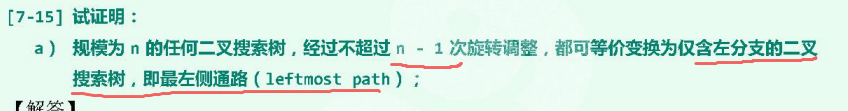 [7-15] 试证明：
a) 规模为 n 的任何二叉搜索树，经过不超过 n - 1 次旋转调整，都可等价变换为仅含左分支的二叉
搜索树，即最左侧通路（leftmost path）；
【解答】